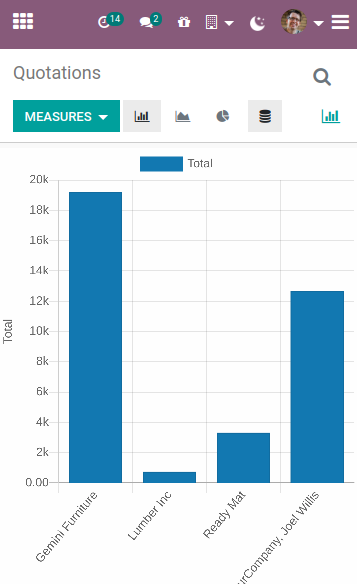 14
2
Quotations
MEASURES
Total
20k
18k
16k
14k
12k
10k
8k
6k
4k
2k
0.00
Total
Gemini Furniture
Lumber Inc
Ready Mat
urCompany, Joel Willis